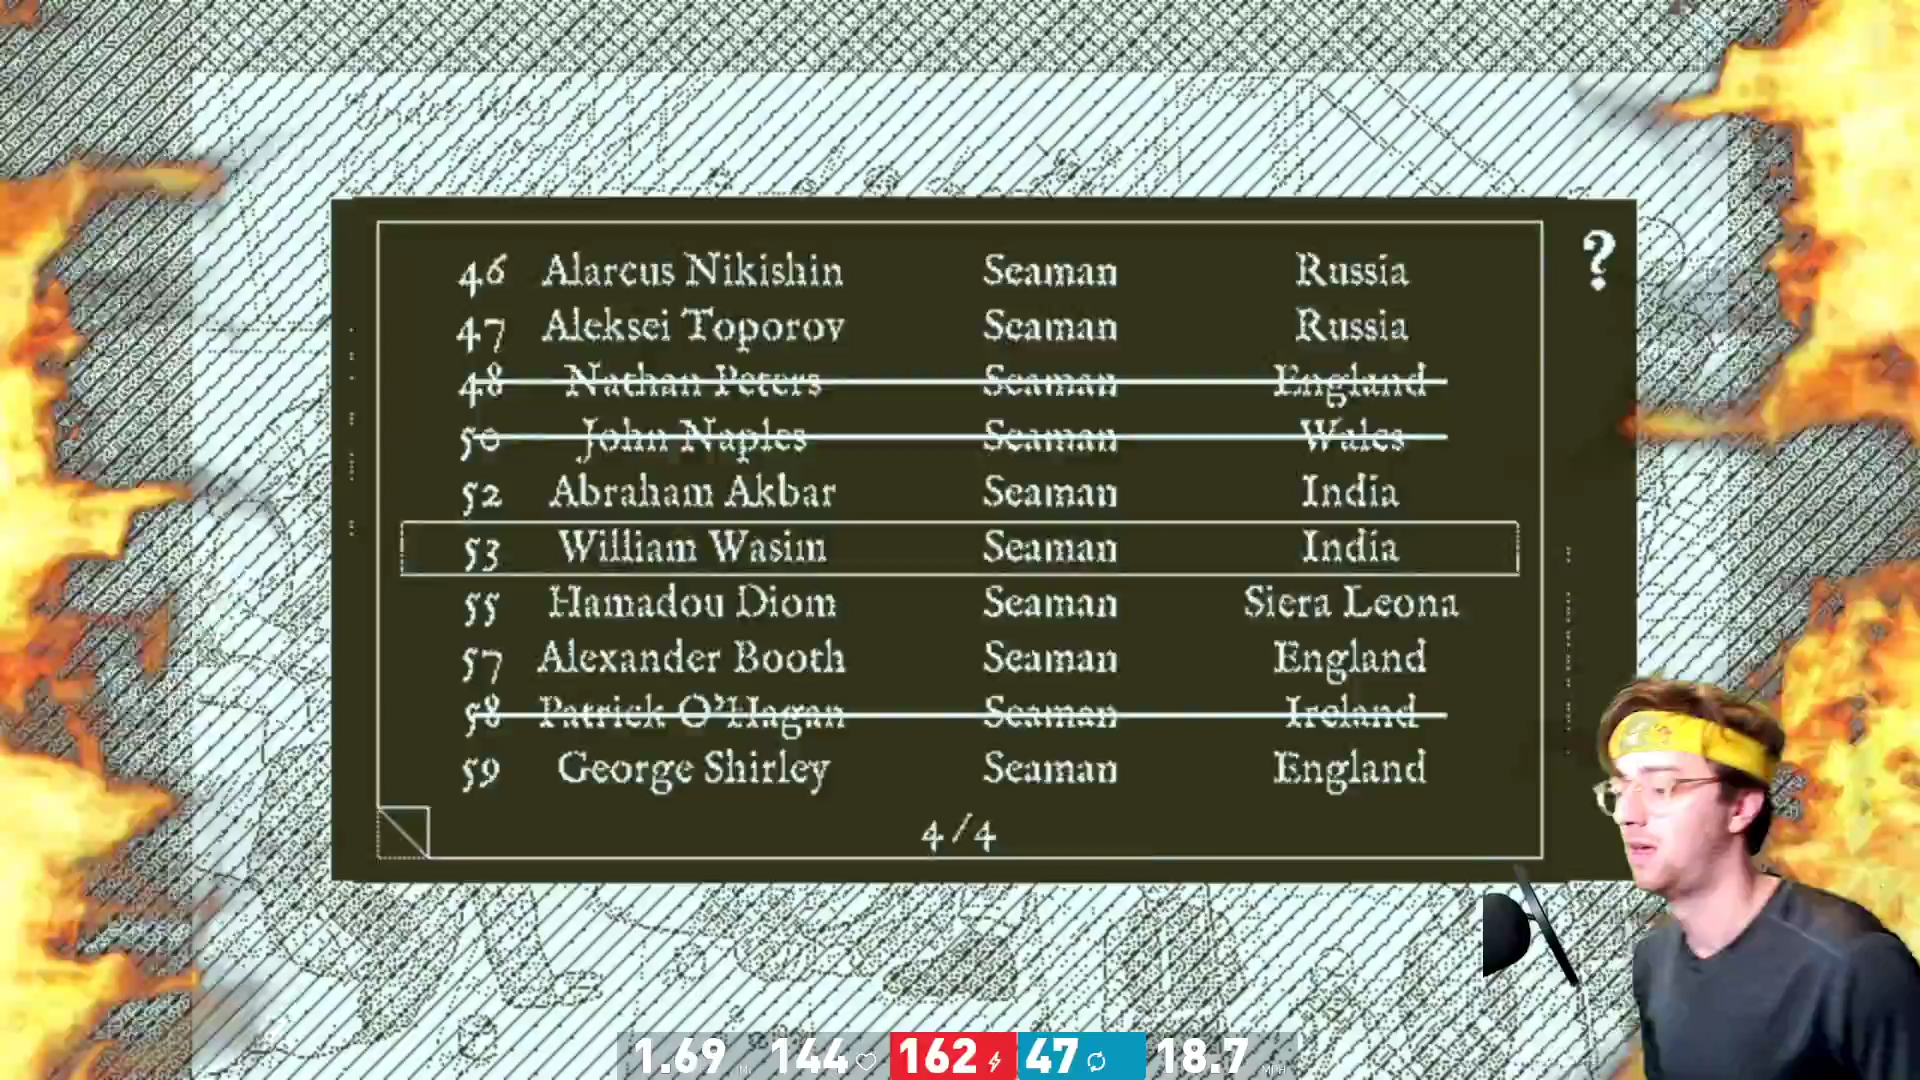 46 Alarcus Nikishin Seaman Russia
47 Aleksei Toporov Seaman Russia
48 Nathan Peters Seaman England
50 John Naples Seaman Wales
52 Abraham Akbar Seaman India
53 William Wasim Seaman India
55 Hamadou Diom Seaman Siera Leona
57 Alexander Booth Seaman England
58 Patrick O'Hagan Seaman Ireland
59 George Shirley Seaman England
4/4
?
1.69 144 162 47 18.7 MPH